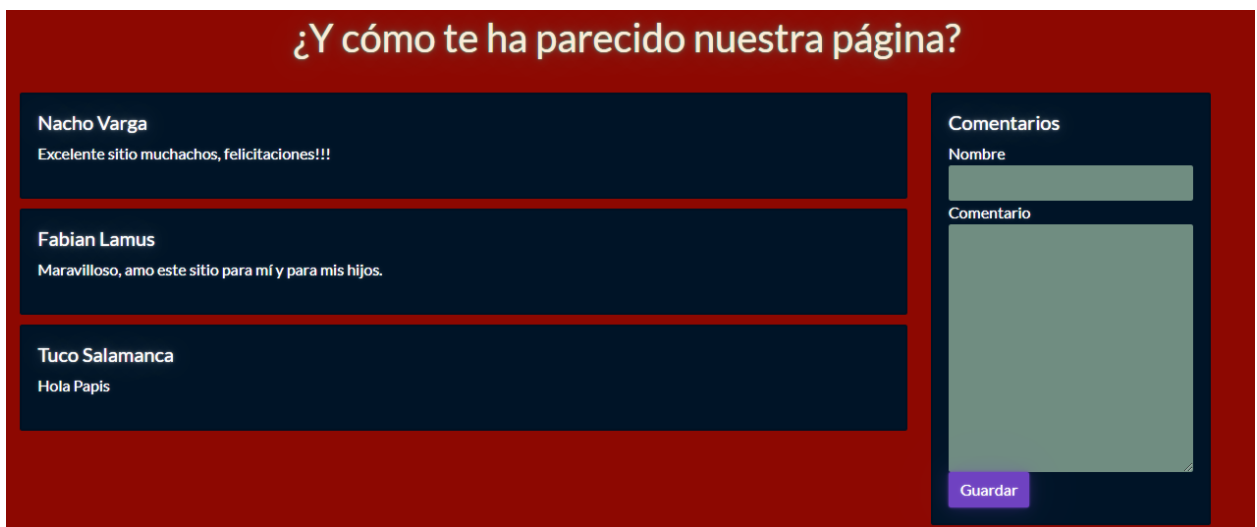 ¿Y cómo te ha parecido nuestra página?
Nacho Varga
Excelente sitio muchachos, felicitaciones!!!
Fabian Lamus
Maravilloso, amo este sitio para mí y para mis hijos.
Tuco Salamanca
Hola Papis
Comentarios
Nombre
Comentario
Guardar